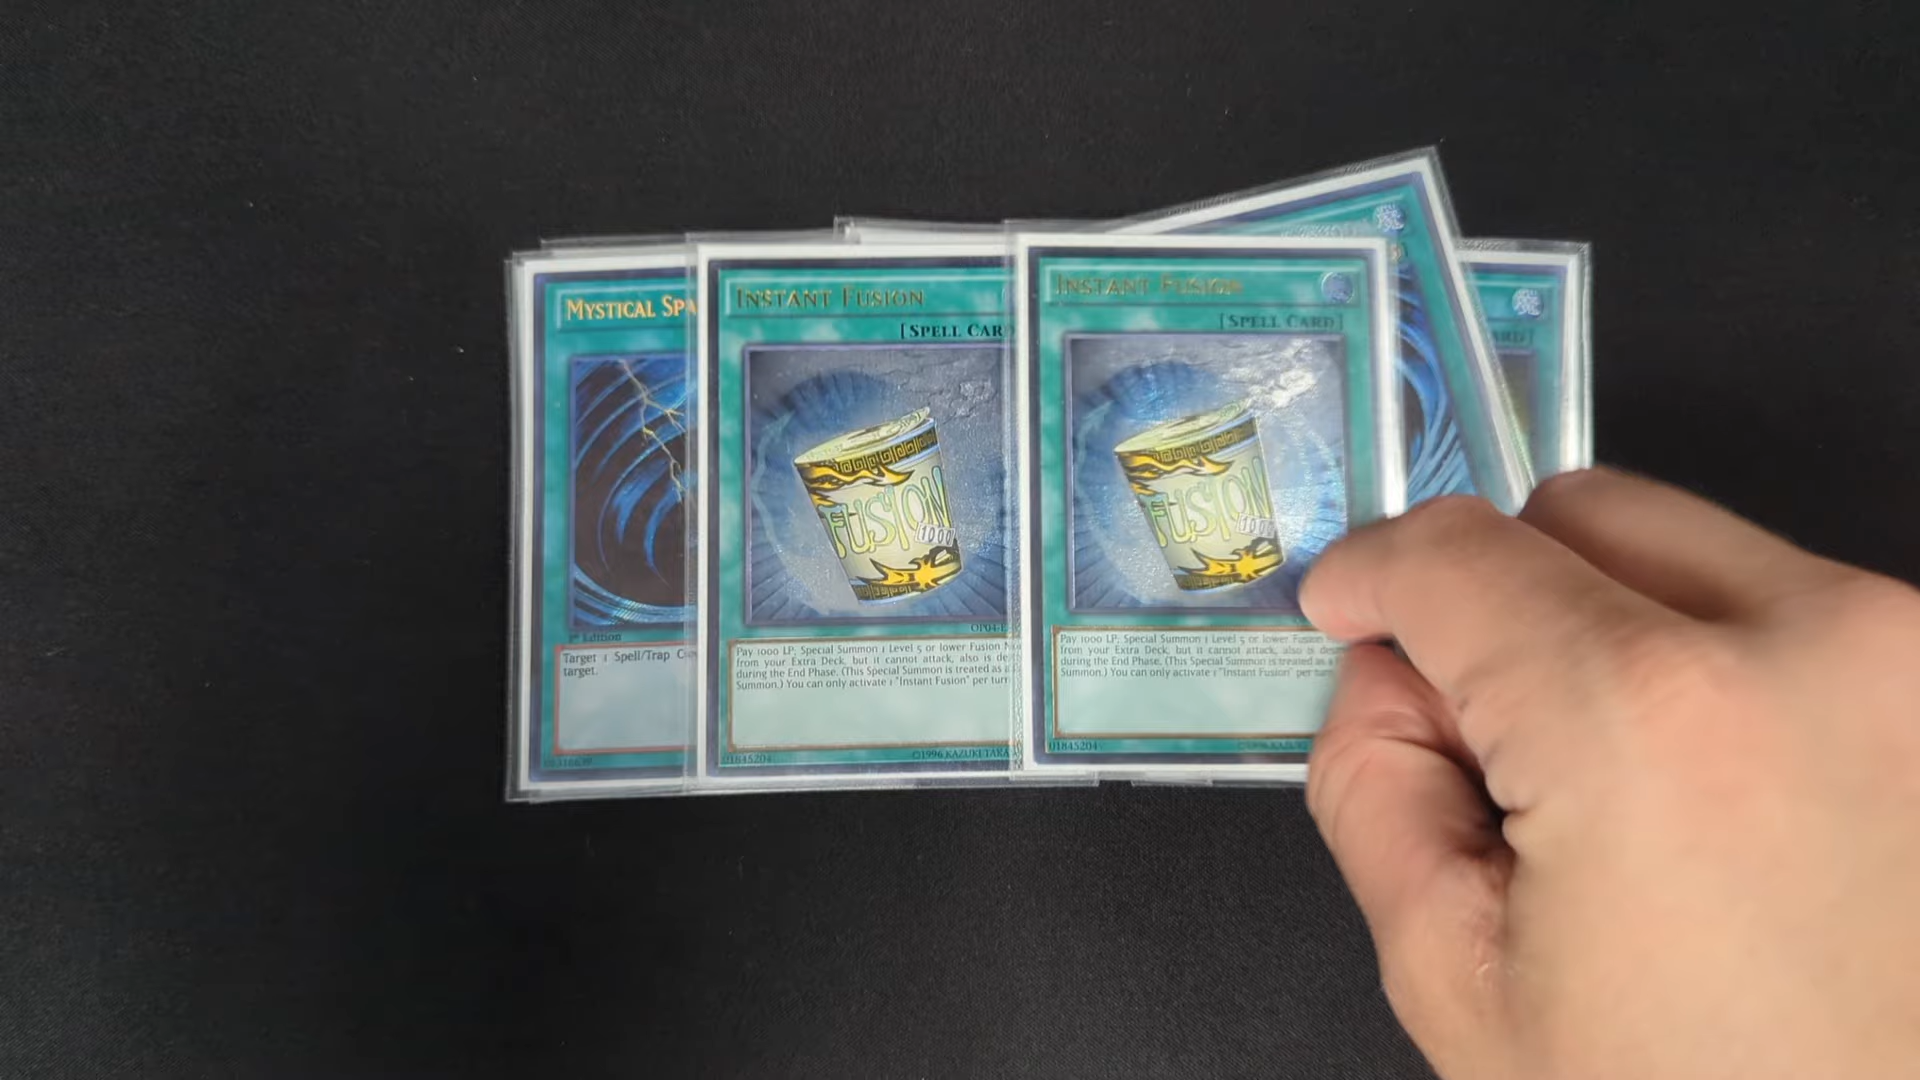 MYSTICAL
1st Edition
Target 1 Spell/Trap
target.
INSTANT FUSION
[SPELL CARD
FUSION
1000
OP04-E
Pay 1000 LP; Special Summon 1 Level 5 or lower Fusion
from your Extra Deck, but it cannot attack, also is
during the End Phase. (This Special Summon is treated as
Summon.) You can only activate 1 "Instant Fusion" per turn
01845204
©1996 KAZUKI TAKA
INSTANT FUSION
[SPELL CARD]
FUSION
1000
Pay 1000 LP; Special Summon 1 Level 5 or lower Fusion
from your Extra Deck, but it cannot attack, also is
during the End Phase. (This Special Summon is treated as
Summon.) You can only activate 1 "Instant Fusion" per turn
01845204
©1996 KAZUKI
ARD]